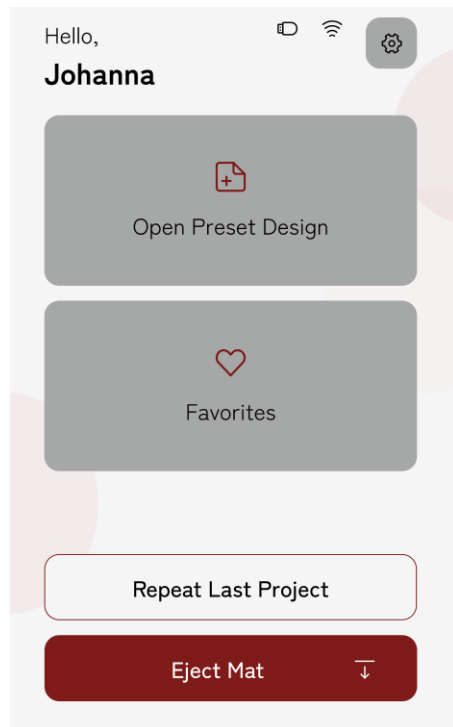 Hello,
Johanna
Open Preset Design
Favorites
Repeat Last Project
Eject Mat